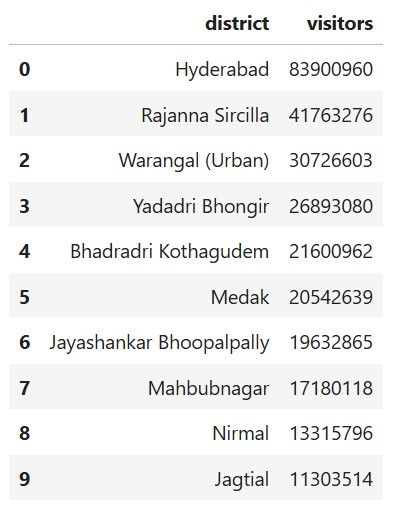 district visitors
0 Hyderabad 83900960
1 Rajanna Sircilla 41763276
2 Warangal (Urban) 30726603
3 Yadadri Bhongir 26893080
4 Bhadradri Kothagudem 21600962
5 Medak 20542639
6 Jayashankar Bhoopalpally 19632865
7 Mahbubnagar 17180118
8 Nirmal 13315796
9 Jagtial 11303514